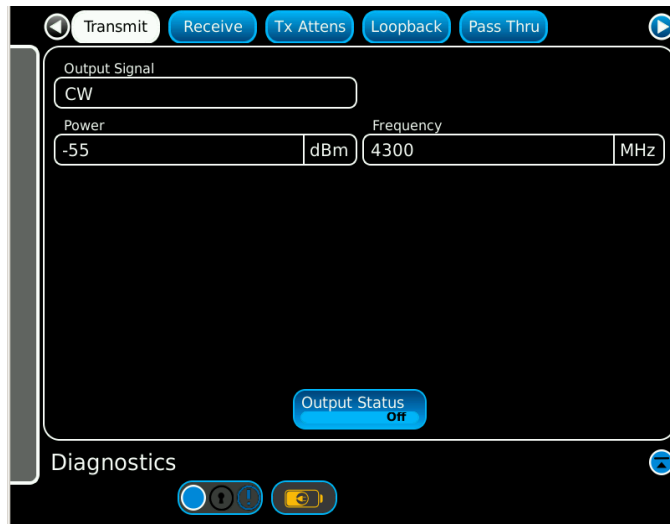 Transmit Receive Tx Attens Loopback Pass Thru
Output Signal
CW
Power Frequency
-55 dBm 4300 MHz
Output Status
Off
Diagnostics